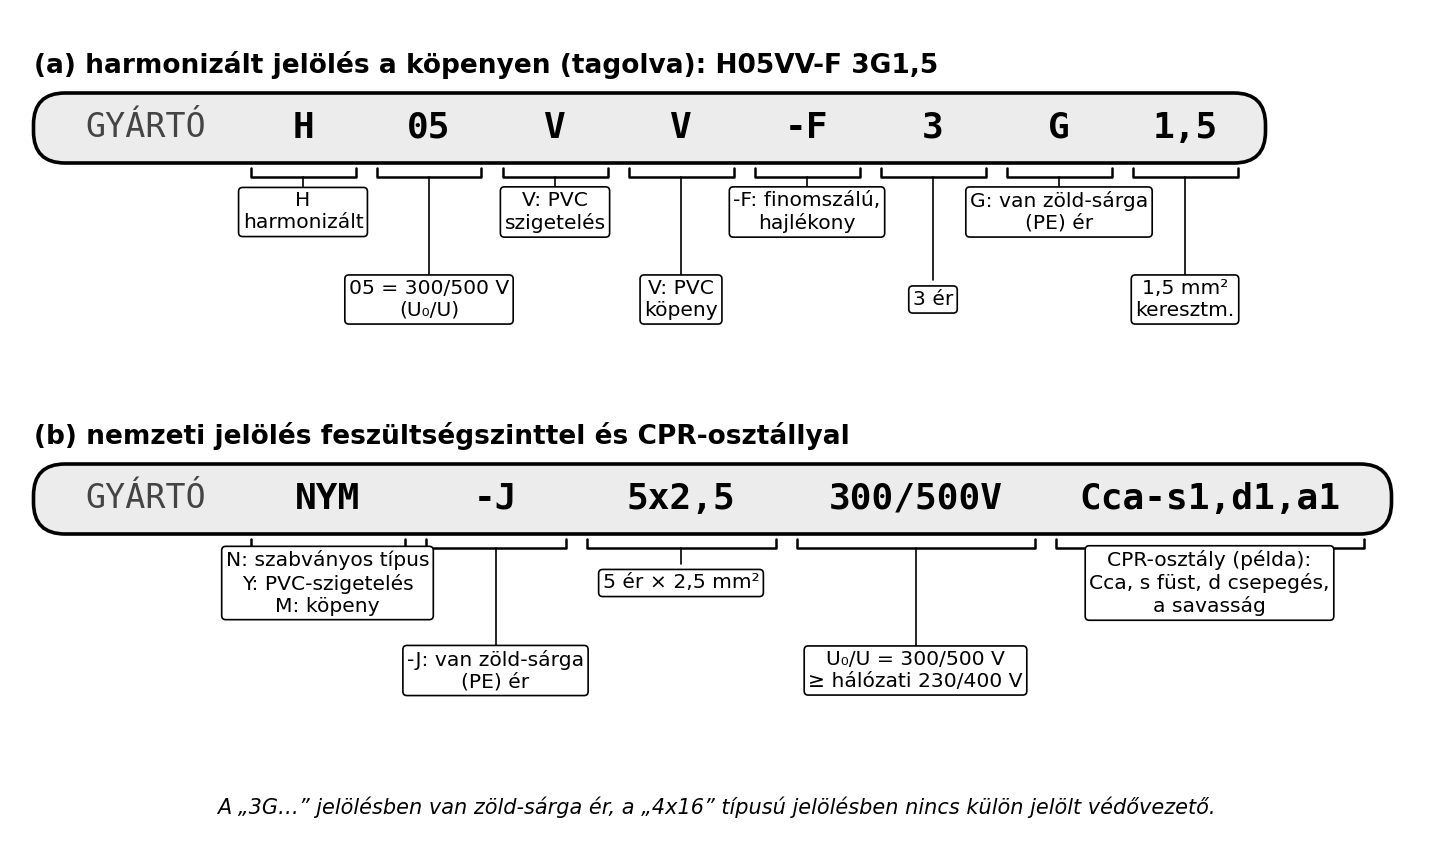 (a) harmonizált jelölés a köpenyen (tagolva): H05VV-F 3G1,5
GYÁRTÓ H 05 V V -F 3 G 1,5
H
harmonizált
V: PVC
szigetelés
-F: finomszálú,
hajlékony
G: van zöld-sárga
(PE) ér
05 = 300/500 V
(U₀/U)
V: PVC
köpeny
3 ér
1,5 mm²
keresztm.
(b) nemzeti jelölés feszültségszinttel és CPR-osztállyal
GYÁRTÓ NYM -J 5x2,5 300/500V Cca-s1,d1,a1
N: szabványos típus
Y: PVC-szigetelés
M: köpeny
5 ér × 2,5 mm²
CPR-osztály (példa):
Cca, s füst, d csepegés,
a savasság
-J: van zöld-sárga
(PE) ér
U₀/U = 300/500 V
≥ hálózati 230/400 V
A „3G…” jelölésben van zöld-sárga ér, a „4x16” típusú jelölésben nincs külön jelölt védővezető.